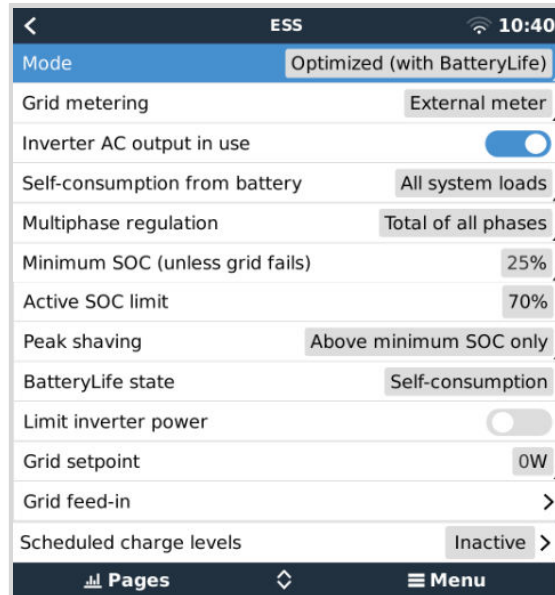 ESS 10:40
Mode Optimized (with BatteryLife)
Grid metering External meter
Inverter AC output in use
Self-consumption from battery All system loads
Multiphase regulation Total of all phases
Minimum SOC (unless grid fails) 25%
Active SOC limit 70%
Peak shaving Above minimum SOC only
BatteryLife state Self-consumption
Limit inverter power
Grid setpoint 0W
Grid feed-in
Scheduled charge levels Inactive
Pages Menu